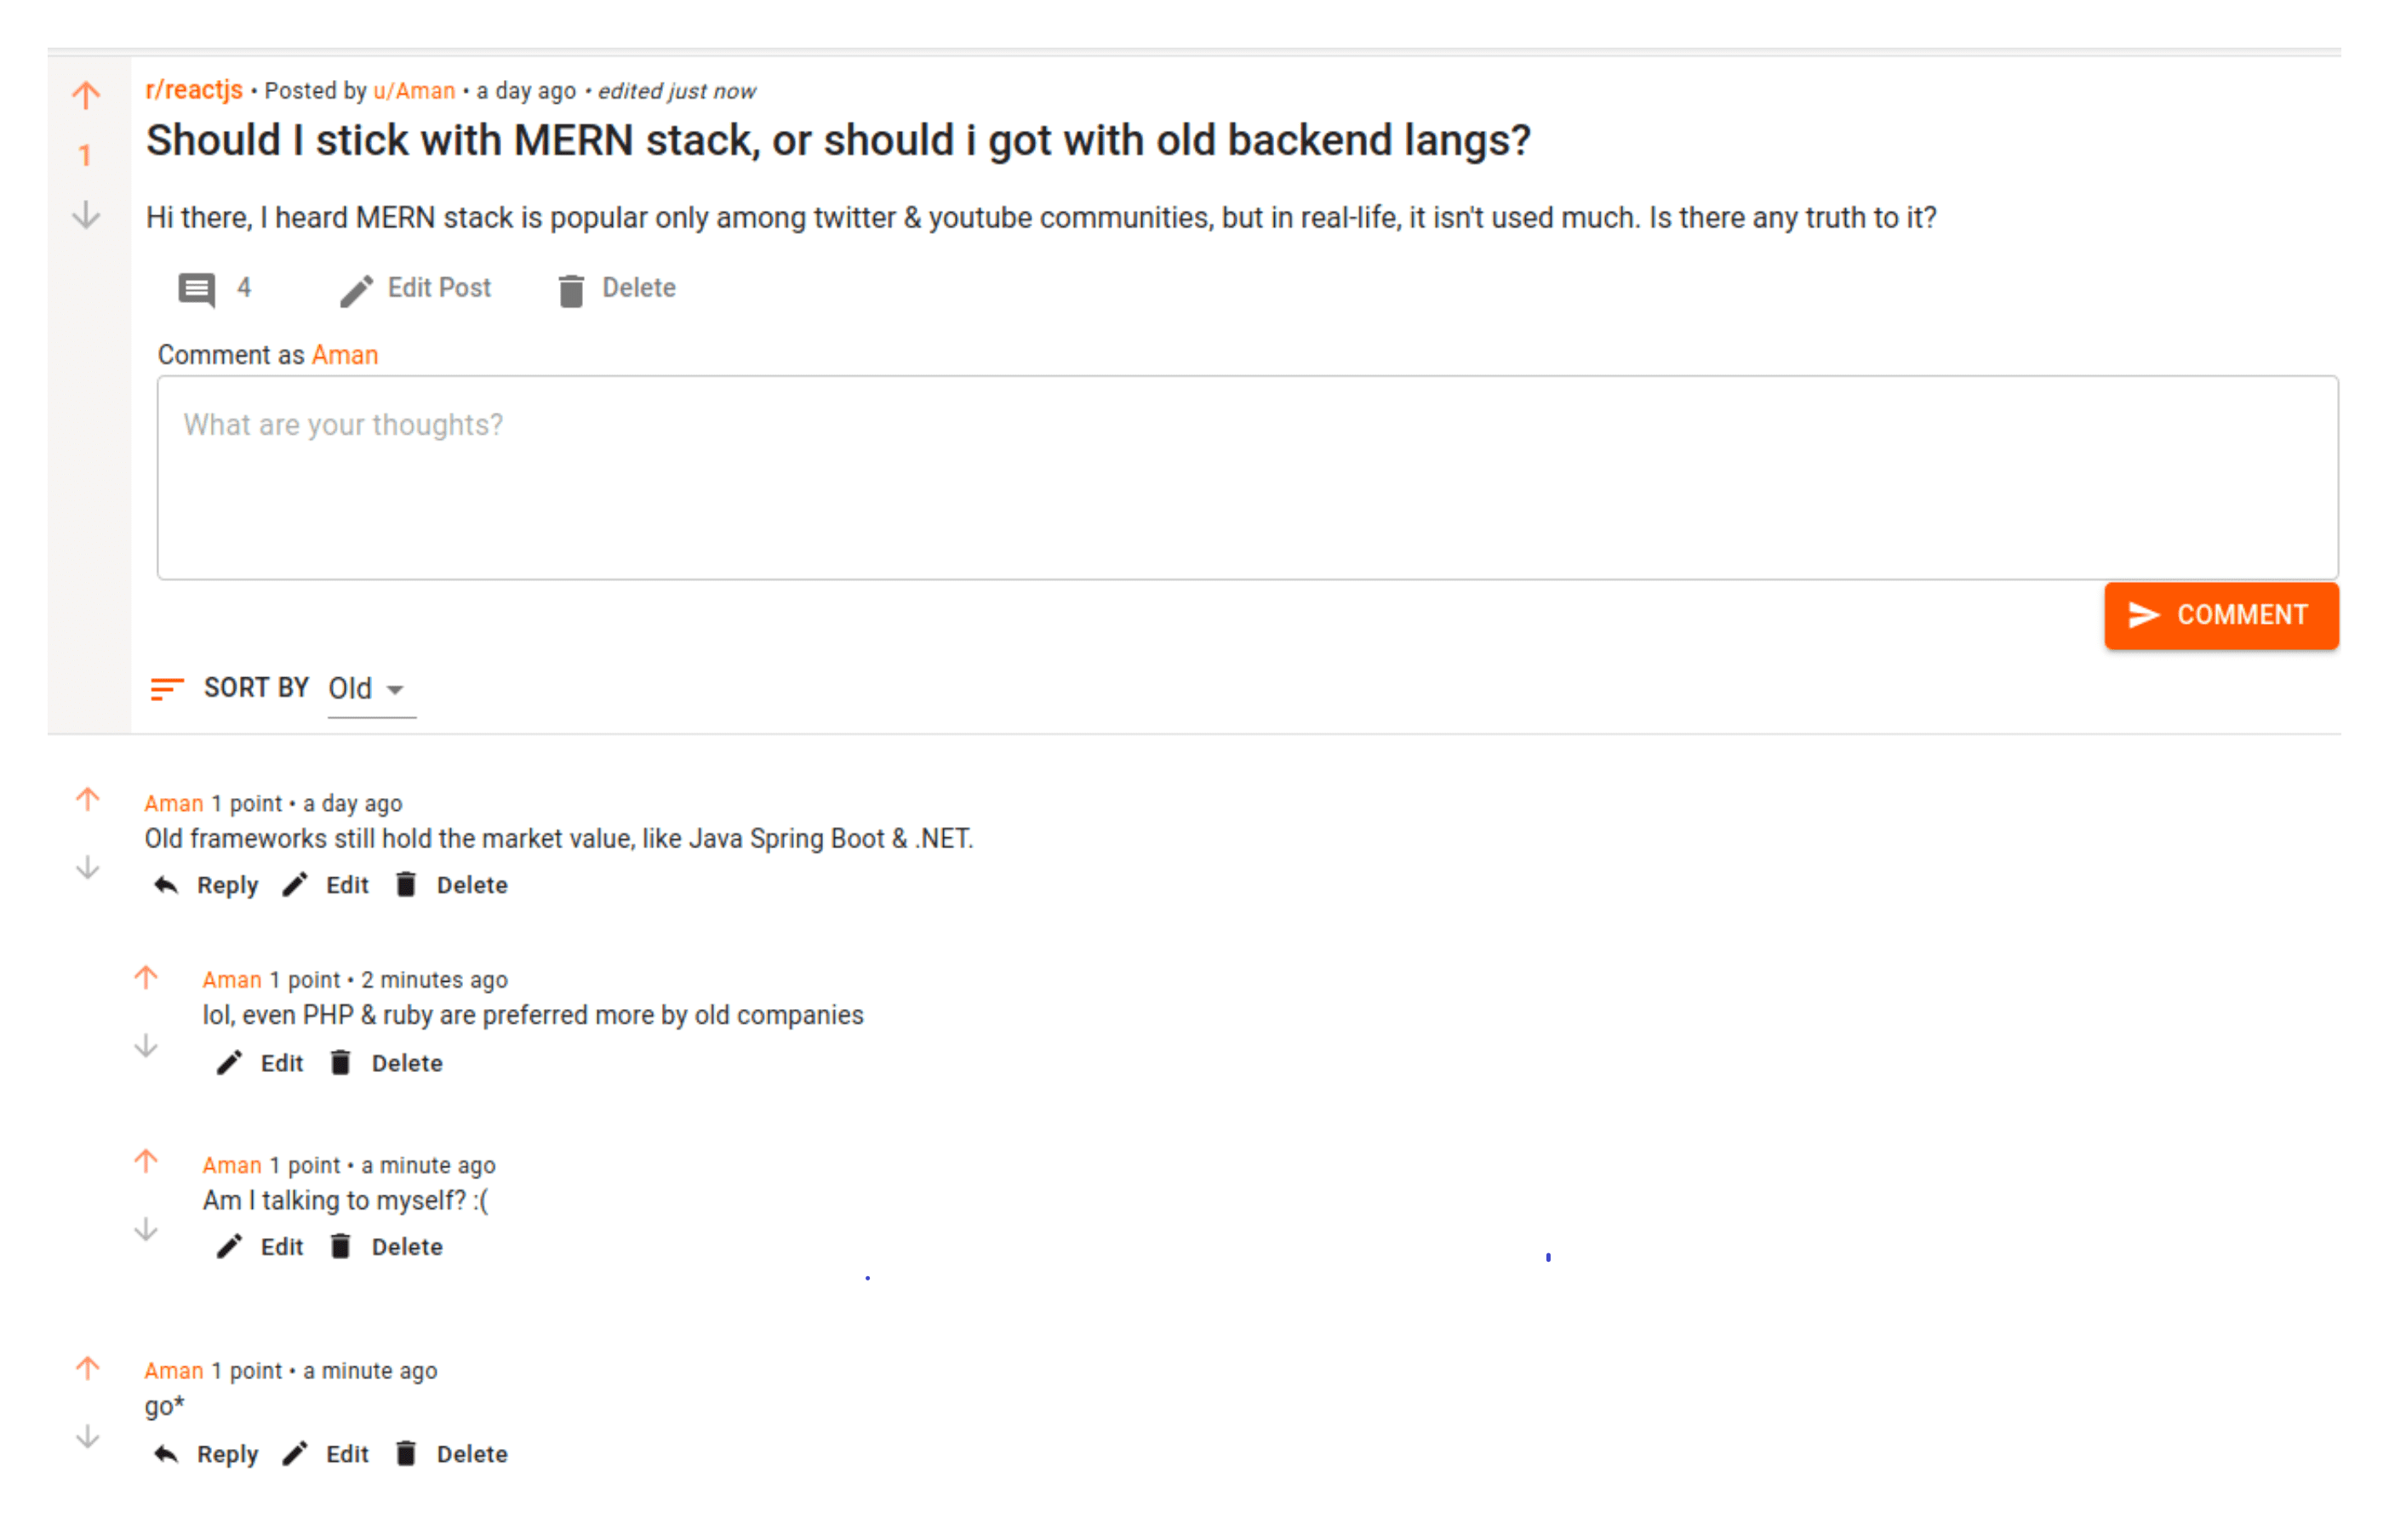 r/reactjs • Posted by u/Aman • a day ago • edited just now
1
Should I stick with MERN stack, or should i got with old backend langs?
Hi there, I heard MERN stack is popular only among twitter & youtube communities, but in real-life, it isn't used much. Is there any truth to it?
4 Edit Post Delete
Comment as Aman
What are your thoughts?
COMMENT
SORT BY Old
Aman 1 point • a day ago
Old frameworks still hold the market value, like Java Spring Boot & .NET.
Reply Edit Delete
Aman 1 point • 2 minutes ago
lol, even PHP & ruby are preferred more by old companies
Edit Delete
Aman 1 point • a minute ago
Am I talking to myself? :(
Edit Delete
Aman 1 point • a minute ago
go*
Reply Edit Delete